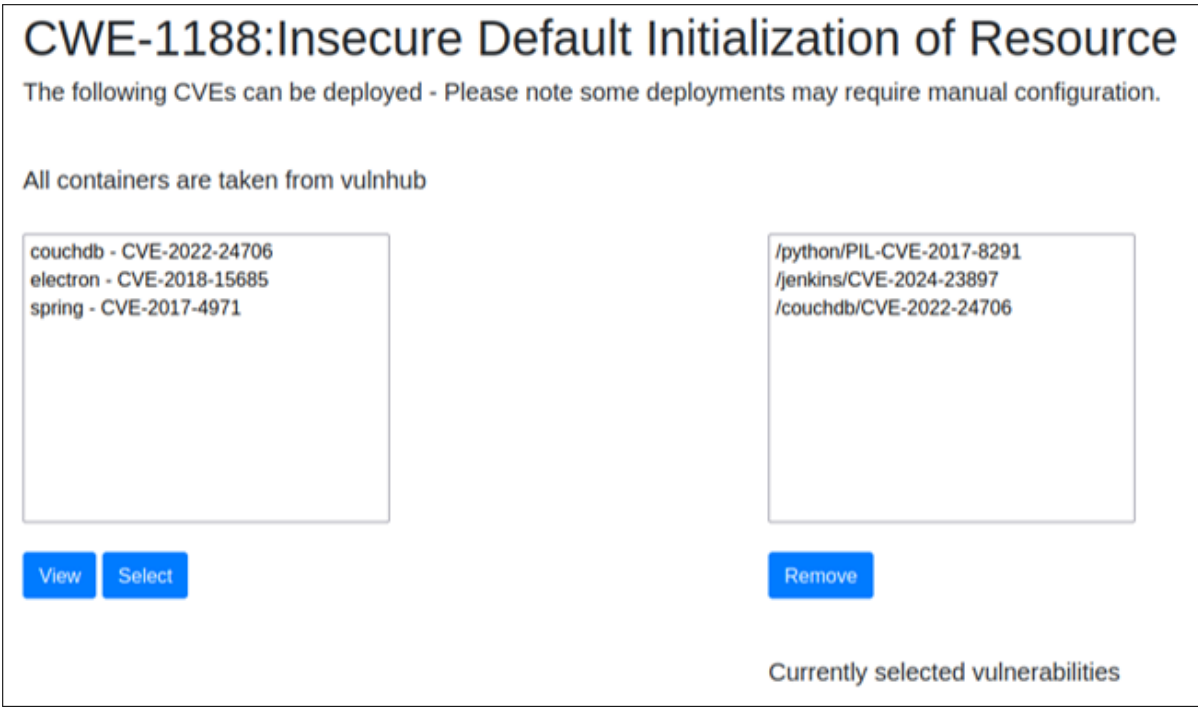 CWE-1188:Insecure Default Initialization of Resource
The following CVEs can be deployed - Please note some deployments may require manual configuration.
All containers are taken from vulnhub
couchdb - CVE-2022-24706
electron - CVE-2018-15685
spring - CVE-2017-4971
/python/PIL-CVE-2017-8291
/jenkins/CVE-2024-23897
/couchdb/CVE-2022-24706
View
Select
Remove
Currently selected vulnerabilities